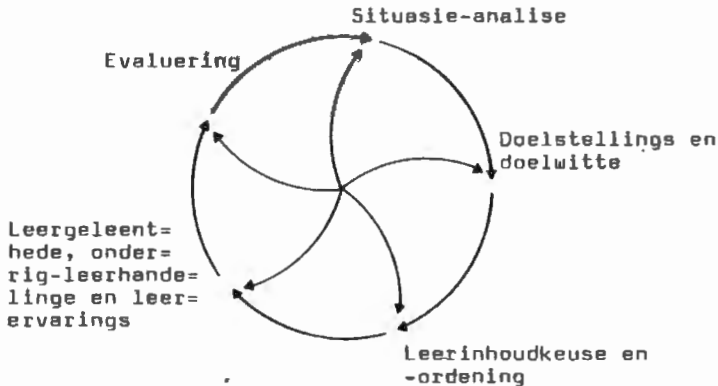 Situasie-analise
Evaluering
Doelstellings en
doelwitte
Leerinhoudkeuse en
-ordening
Leergeleent=
hede, onder=
rig-leerhande=
linge en leer=
ervarings